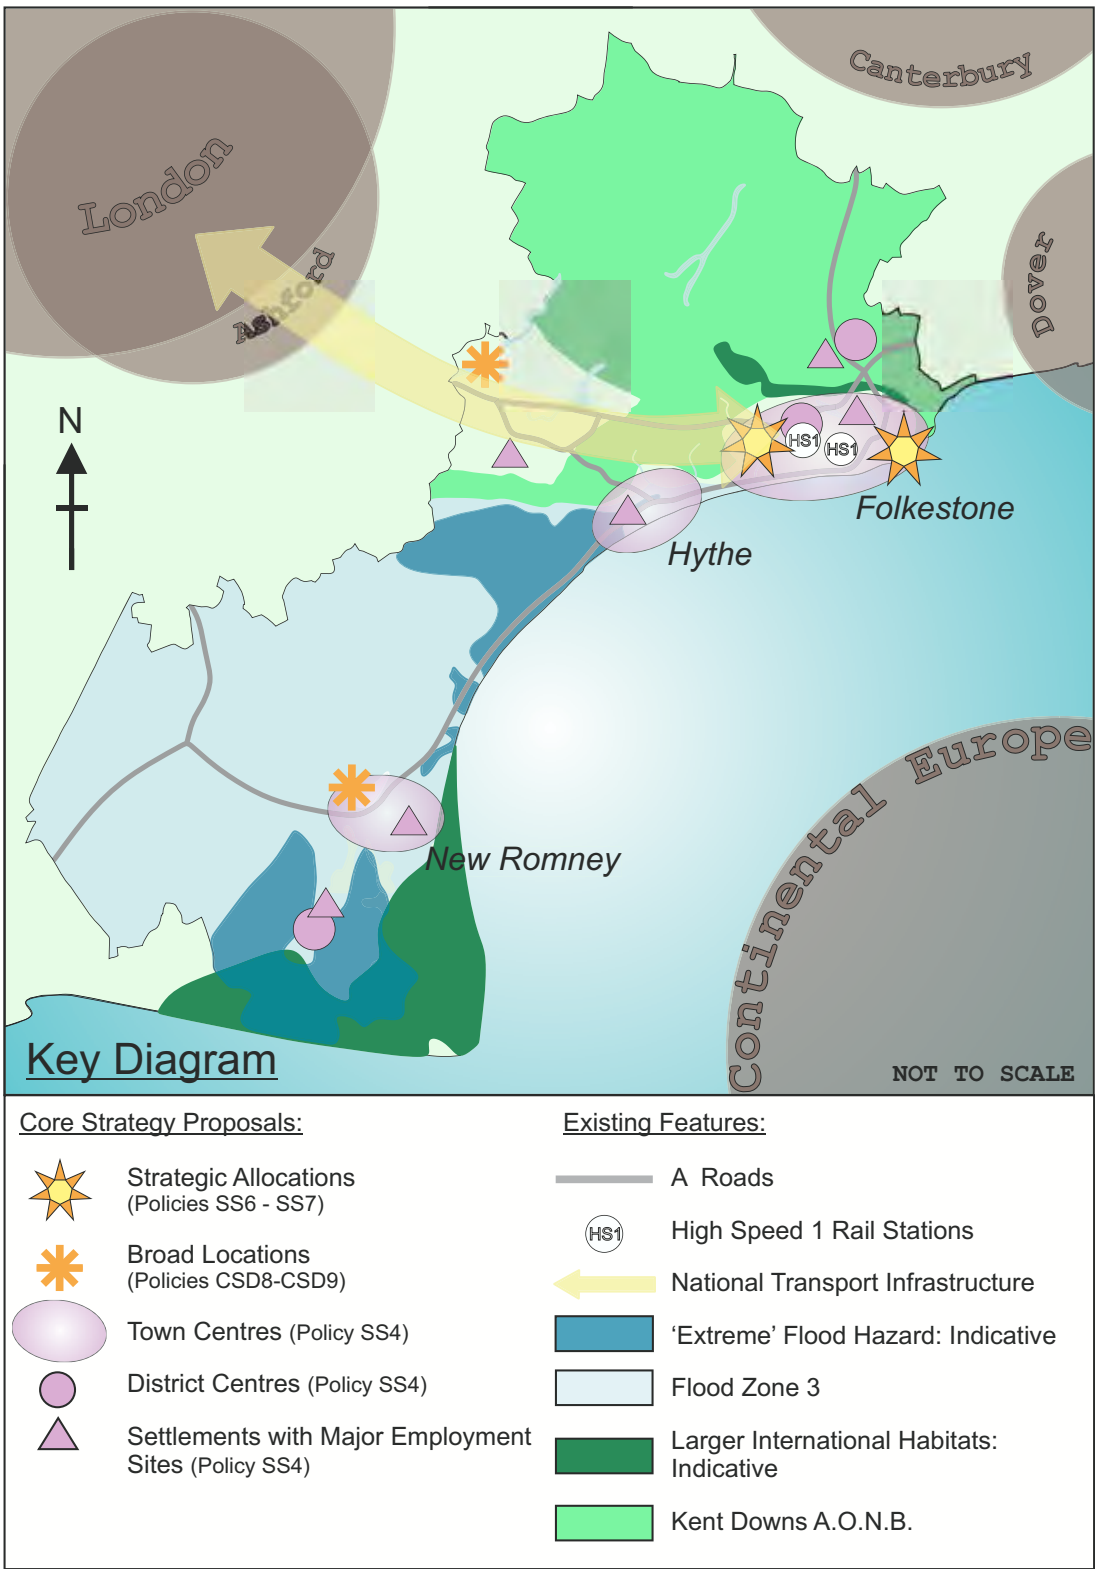 Canterbury
London
Ashford
Dover
N
HS1
HS1
Folkestone
Hythe
Continental Europe
New Romney
Key Diagram
NOT TO SCALE
Core Strategy Proposals:
Strategic Allocations
(Policies SS6 - SS7)
Broad Locations
(Policies CSD8-CSD9)
Town Centres (Policy SS4)
District Centres (Policy SS4)
Settlements with Major Employment
Sites (Policy SS4)
Existing Features:
A Roads
HS1
High Speed 1 Rail Stations
National Transport Infrastructure
‘Extreme’ Flood Hazard: Indicative
Flood Zone 3
Larger International Habitats:
Indicative
Kent Downs A.O.N.B.